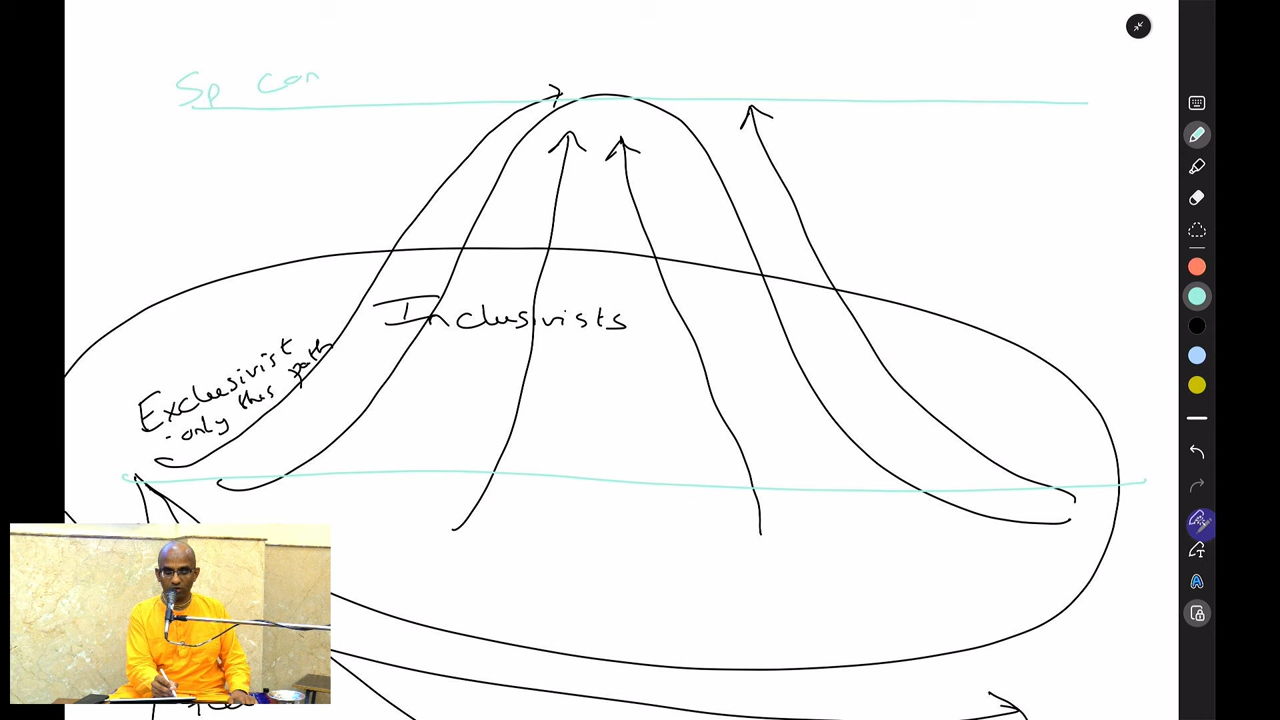 Sp Con
Inclusivists
Exclusivist
- only this path